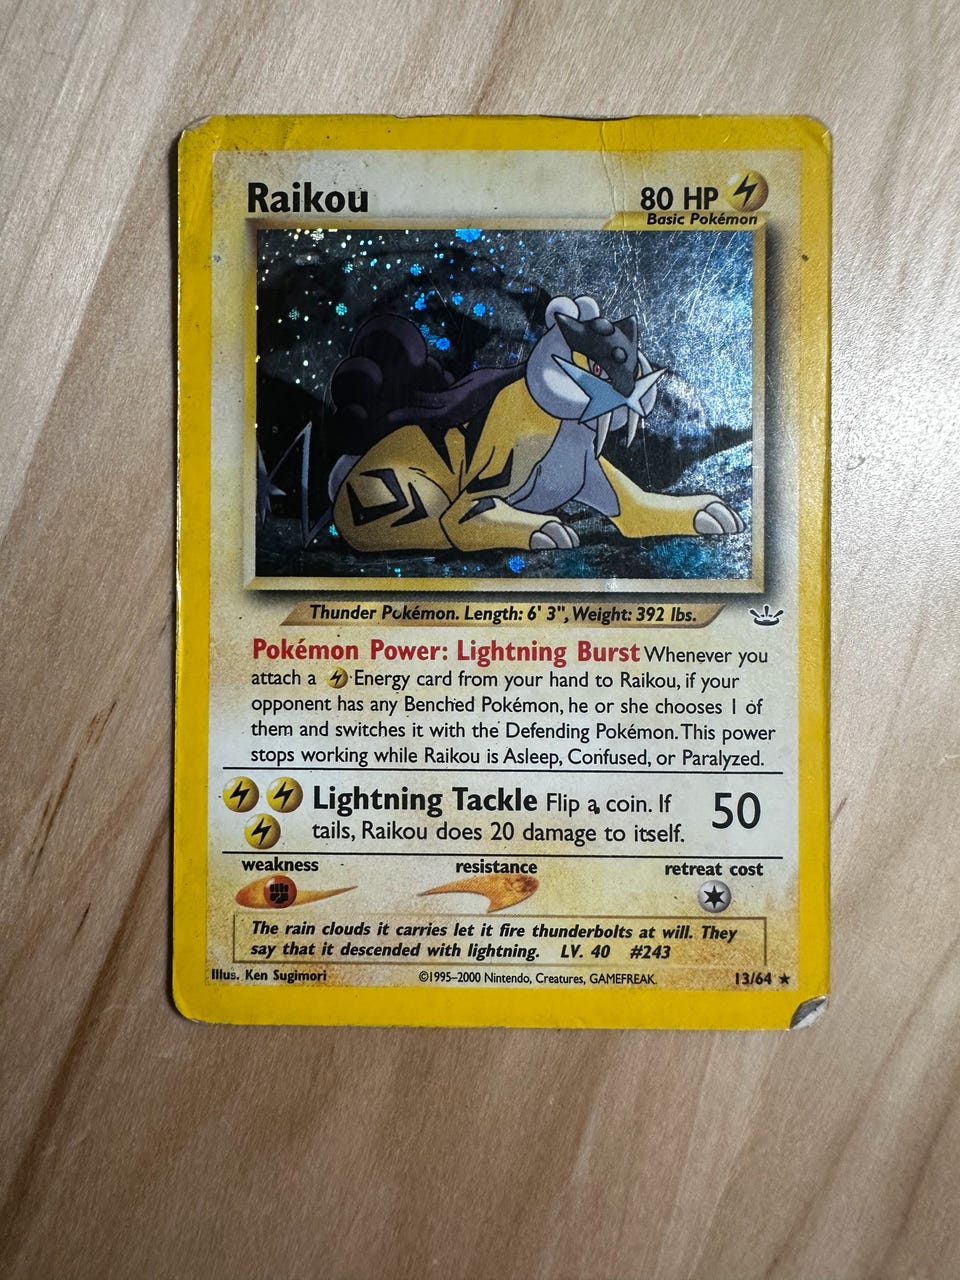 Raikou
80 HP
Basic Pokémon
Thunder Pokémon. Length: 6' 3", Weight: 392 lbs.
Pokémon Power: Lightning Burst Whenever you
attach a Energy card from your hand to Raikou, if your
opponent has any Benched Pokémon, he or she chooses 1 of
them and switches it with the Defending Pokémon. This power
stops working while Raikou is Asleep, Confused, or Paralyzed.
Lightning Tackle Flip a coin. If
tails, Raikou does 20 damage to itself.
50
weakness resistance retreat cost
The rain clouds it carries let it fire thunderbolts at will. They
say that it descended with lightning. LV. 40 #243
Illus. Ken Sugimori ©1995–2000 Nintendo, Creatures, GAMEFREAK. 13/64 ★